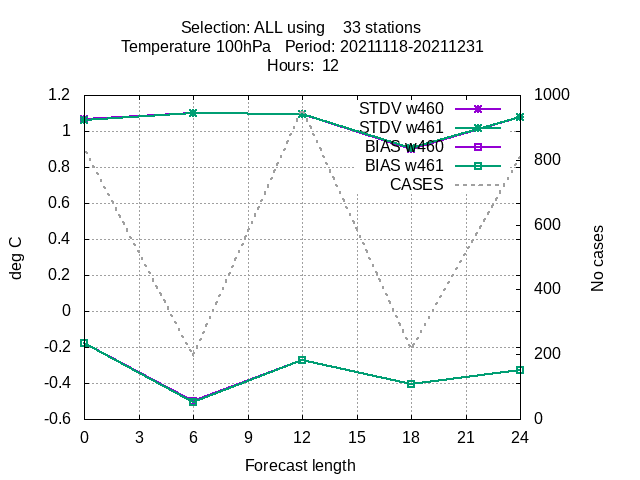 Selection: ALL using    33 stations
Temperature 100hPa   Period: 20211118-20211231
Hours:  12
1.2
1
0.8
0.6
0.4
0.2
0
-0.2
-0.4
-0.6
deg C
STDV w460
STDV w461
BIAS w460
BIAS w461
CASES
1000
800
600
400
200
0
No cases
0 3 6 9 12 15 18 21 24
Forecast length